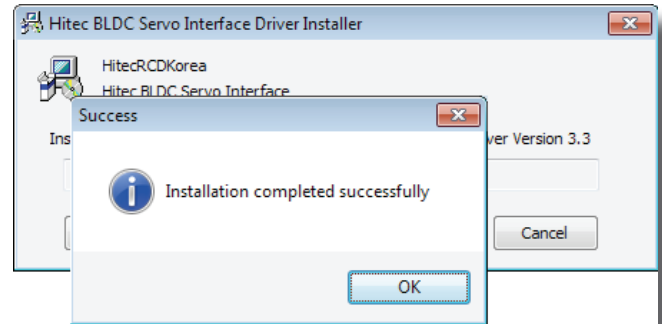 Hitec BLDC Servo Interface Driver Installer
HitecRCDKorea
Hitec BLDC Servo Interface
Success
Ins
ver Version 3.3
Installation completed successfully
Cancel
OK